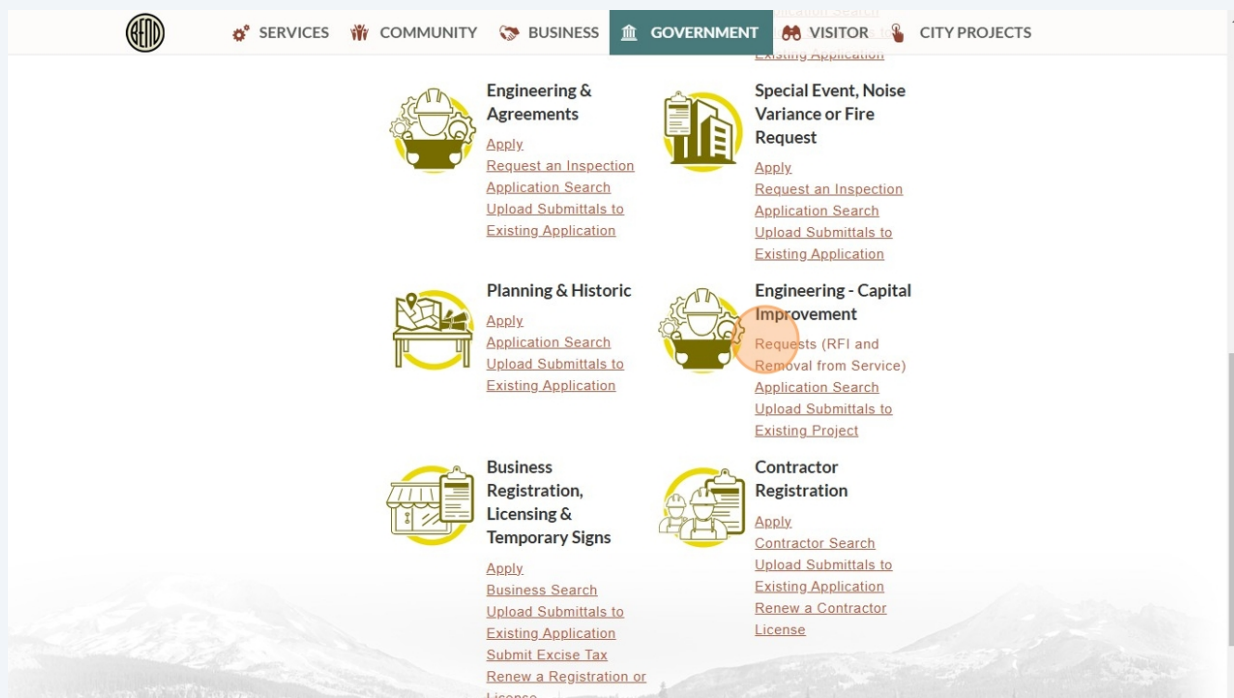 BEND
SERVICES COMMUNITY BUSINESS GOVERNMENT VISITOR CITY PROJECTS
Application Search
Existing Application
Engineering &
Agreements
Apply
Request an Inspection
Application Search
Upload Submittals to
Existing Application
Special Event, Noise
Variance or Fire
Request
Apply
Request an Inspection
Application Search
Upload Submittals to
Existing Application
Planning & Historic
Apply
Application Search
Upload Submittals to
Existing Application
Engineering - Capital
Improvement
Requests (RFI and
Removal from Service)
Application Search
Upload Submittals to
Existing Project
Business
Registration,
Licensing &
Temporary Signs
Apply
Business Search
Upload Submittals to
Existing Application
Submit Excise Tax
Renew a Registration or
License
Contractor
Registration
Apply
Contractor Search
Upload Submittals to
Existing Application
Renew a Contractor
License